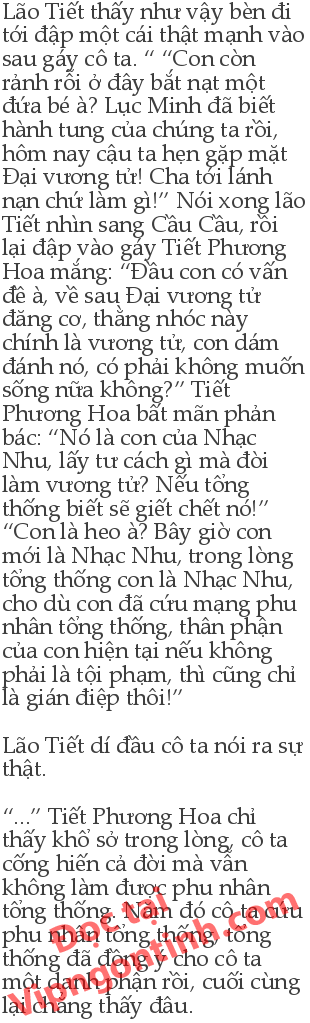 Lão Tiết thấy như vậy bèn đi
tới đập một cái thật mạnh vào
sau gáy cô ta. “ “Con còn
rảnh rỗi ở đây bắt nạt một
đứa bé à? Lục Minh đã biết
hành tung của chúng ta rồi,
hôm nay cậu ta hẹn gặp mặt
Đại vương tử! Cha tới lánh
nạn chứ làm gì!” Nói xong lão
Tiết nhìn sang Cầu Cầu, rồi
lại đập vào gáy Tiết Phương
Hoa mắng: “Đầu con có vấn
đề à, về sau Đại vương tử
đăng cơ, thằng nhóc này
chính là vương tử, con dám
đánh nó, có phải không muốn
sống nữa không?” Tiết
Phương Hoa bất mãn phản
bác: “Nó là con của Nhạc
Nhu, lấy tư cách gì mà đòi
làm vương tử? Nếu tổng
thống biết sẽ giết chết nó!”
“Con là heo à? Bây giờ con
mới là Nhạc Nhu, trong lòng
tổng thống con là Nhạc Nhu,
cho dù con đã cứu mạng phu
nhân tổng thống, thân phận
của con hiện tại nếu không
phải là tội phạm, thì cũng chỉ
là gián điệp thôi!”
Lão Tiết dí đầu cô ta nói ra sự
thật.
“...” Tiết Phương Hoa chỉ
thấy khổ sở trong lòng, cô ta
cống hiến cả đời mà vẫn
không làm được phu nhân
tổng thống. Năm đó cô ta cứu
phu nhân tổng thống, tổng
thống đã đồng ý cho cô ta
một danh phận rồi, cuối cùng
lại chẳng thấy đâu.
Đọc tại
Vipngontinh.com